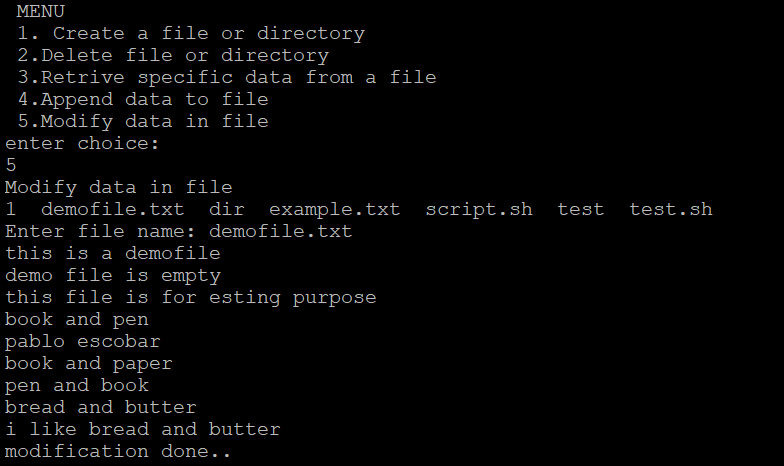 MENU
1. Create a file or directory
2.Delete file or directory
3.Retrive specific data from a file
4.Append data to file
5.Modify data in file
enter choice:
5
Modify data in file
1  demofile.txt  dir  example.txt  script.sh  test  test.sh
Enter file name: demofile.txt
this is a demofile
demo file is empty
this file is for esting purpose
book and pen
pablo escobar
book and paper
pen and book
bread and butter
i like bread and butter
modification done..